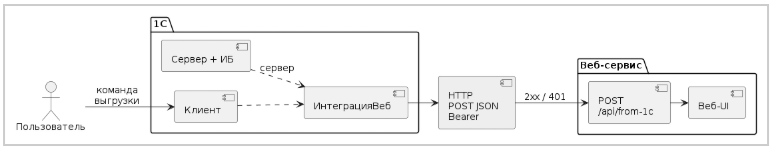 1С
Сервер + ИБ
сервер
команда
выгрузки
Пользователь
Клиент
ИнтеграцияВеб
HTTP
POST JSON
Bearer
2xx / 401
Веб-сервис
POST
/api/from-1c
Веб-UI